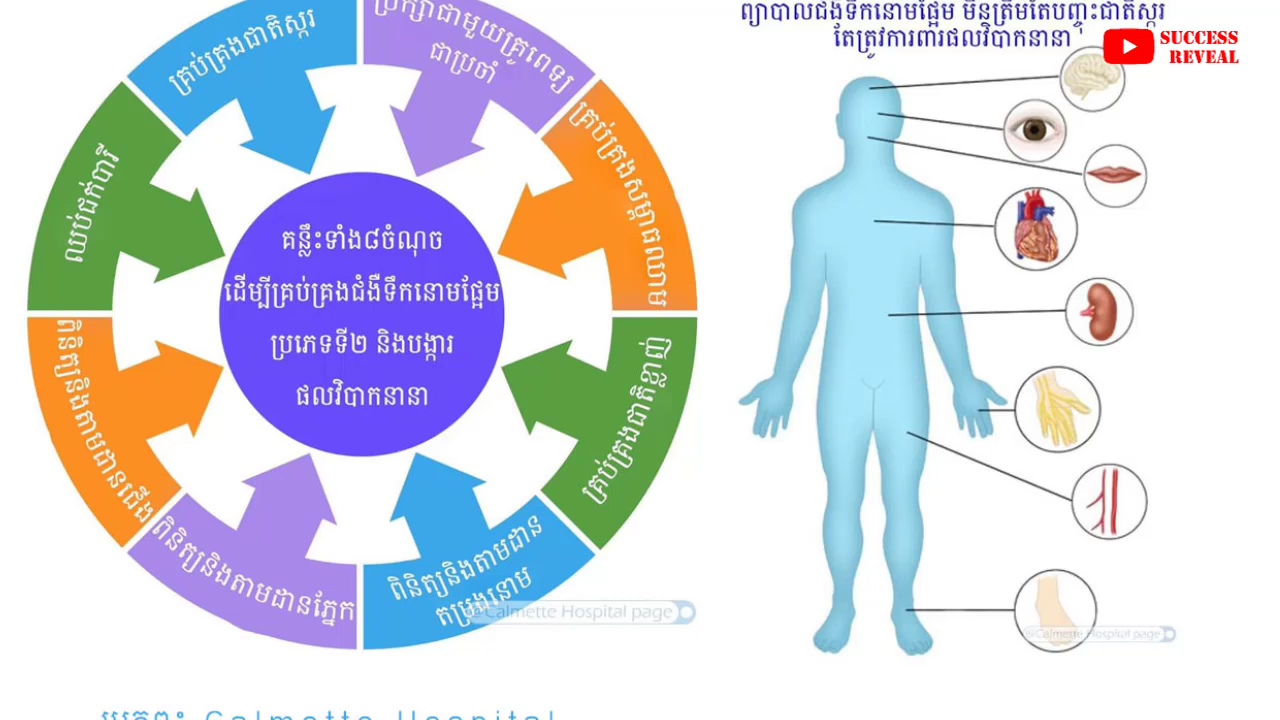 ព្យាបាលជំងឺទឹកនោមផ្អែម មិនត្រឹមតែបញ្ចុះជាតិស្ករ
តែត្រូវការពារផលវិបាកនានា
SUCCESS
REVEAL
ប្រឹក្សាជាមួយគ្រូពេទ្យ
ជាប្រចាំ
គ្រប់គ្រងសម្ពាធឈាម
គ្រប់គ្រងជាតិខ្លាញ់
ពិនិត្យនិងតាមដាន
តម្រងនោម
ពិនិត្យនិងតាមដានភ្នែក
ពិនិត្យនិងតាមដានជើង
ឈប់ជក់បារី
គ្រប់គ្រងជាតិស្ករ
គន្លឹះទាំង៨ចំណុច
ដើម្បីគ្រប់គ្រងជំងឺទឹកនោមផ្អែម
ប្រភេទទី២ និងបង្ការ
ផលវិបាកនានា
@Calmette Hospital page
@Calmette Hospital page
ប្រភព: Calmette Hospital